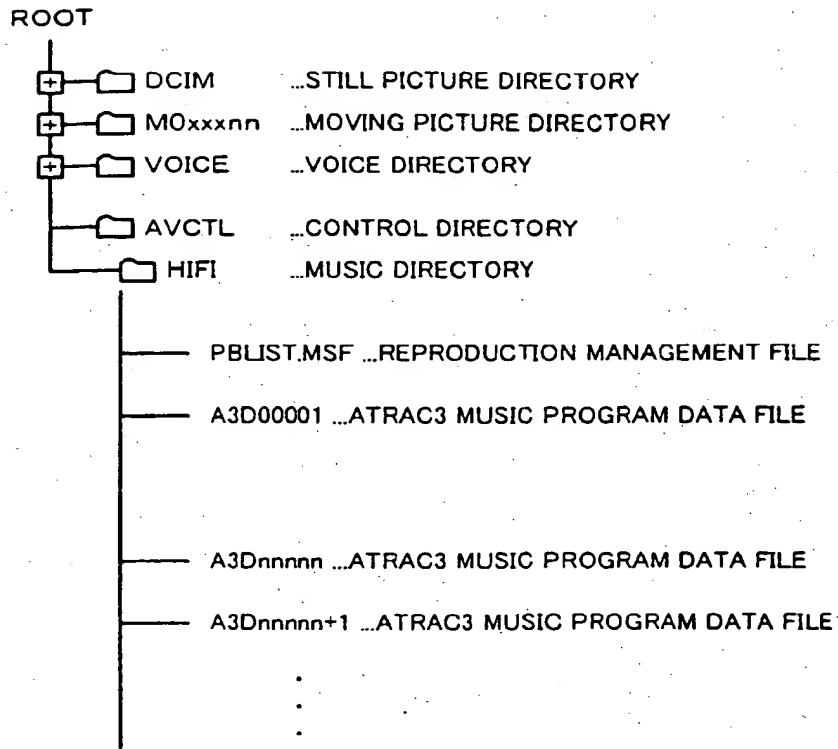 ROOT
DCIM ...STILL PICTURE DIRECTORY
M0xxxnn ...MOVING PICTURE DIRECTORY
VOICE ...VOICE DIRECTORY
AVCTL ...CONTROL DIRECTORY
HIFI ...MUSIC DIRECTORY
PBLIST.MSF ...REPRODUCTION MANAGEMENT FILE
A3D00001 ...ATRAC3 MUSIC PROGRAM DATA FILE
A3Dnnnnn ...ATRAC3 MUSIC PROGRAM DATA FILE
A3Dnnnnn+1 ...ATRAC3 MUSIC PROGRAM DATA FILE